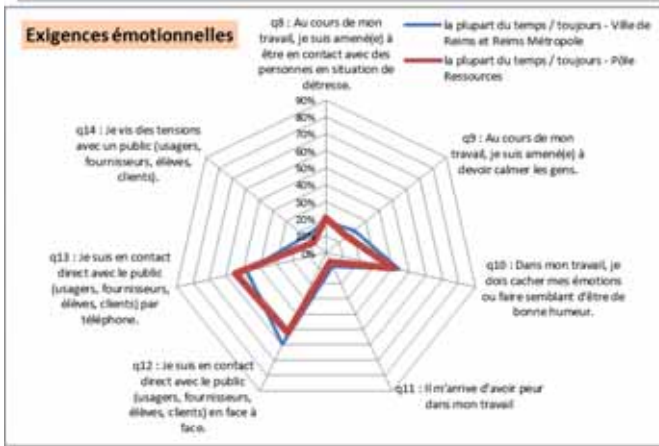 Exigences émotionnelles
q8 : Au cours de mon
travail, je suis amené(e) à
être en contact avec des
personnes en situation de
détresse.
la plupart du temps / toujours - Ville de
Reims et Reims Métropole
la plupart du temps / toujours - Pôle
Ressources
90%
80%
70%
60%
50%
40%
30%
20%
10%
0%
q9 : Au cours de mon
travail, je suis amené(e) à
devoir calmer les gens.
q10 : Dans mon travail, je
dois cacher mes émotions
ou faire semblant d'être de
bonne humeur.
q11 : Il m'arrive d'avoir peur
dans mon travail
q12 : Je suis en contact
direct avec le public
(usagers, fournisseurs,
élèves, clients) en face à
face.
q13 : Je suis en contact
direct avec le public
(usagers, fournisseurs,
élèves, clients) par
téléphone.
q14 : Je vis des tensions
avec un public (usagers,
fournisseurs, élèves,
clients).